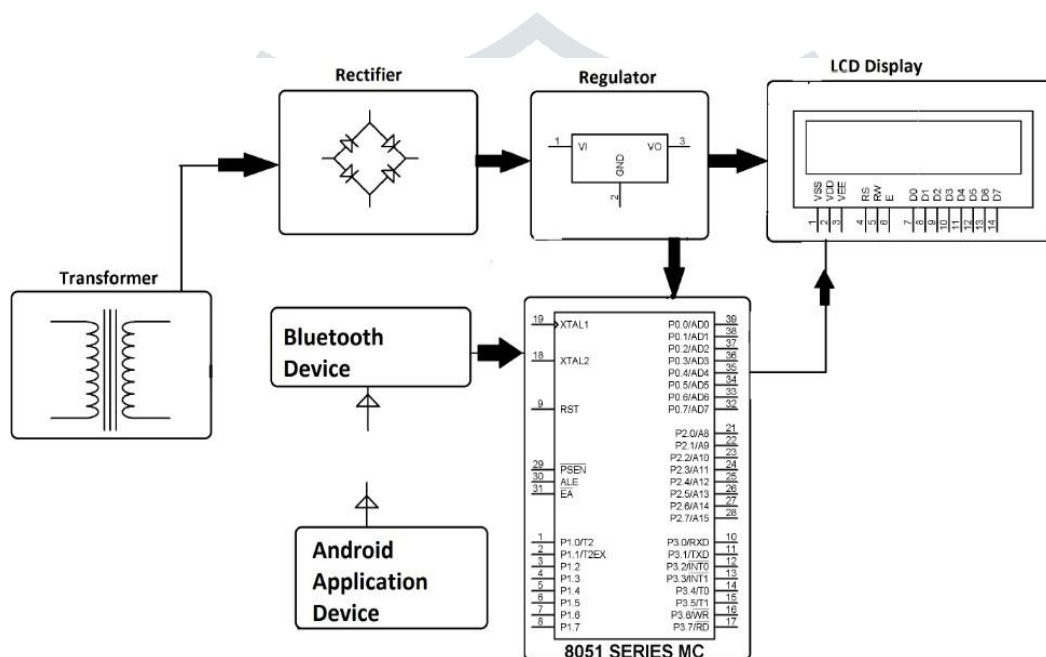 Rectifier
Regulator
LCD Display
1
VI
VO
3
GND
2
VSS
VDD
VEE
RS
RW
E
D0
D1
D2
D3
D4
D5
D6
D7
1
2
3
4
5
6
7
8
9
10
11
12
13
14
Transformer
Bluetooth
Device
Android
Application
Device
19
XTAL1
18
XTAL2
9
RST
29
PSEN
30
ALE
31
EA
1
P1.0/T2
2
P1.1/T2EX
3
P1.2
4
P1.3
5
P1.4
6
P1.5
7
P1.6
8
P1.7
P0.0/AD0
39
P0.1/AD1
38
P0.2/AD2
37
P0.3/AD3
36
P0.4/AD4
35
P0.5/AD5
34
P0.6/AD6
33
P0.7/AD7
32
P2.0/A8
21
P2.1/A9
22
P2.2/A10
23
P2.3/A11
24
P2.4/A12
25
P2.5/A13
26
P2.6/A14
27
P2.7/A15
28
P3.0/RXD
10
P3.1/TXD
11
P3.2/INT0
12
P3.3/INT1
13
P3.4/T0
14
P3.5/T1
15
P3.6/WR
16
P3.7/RD
17
8051 SERIES MC